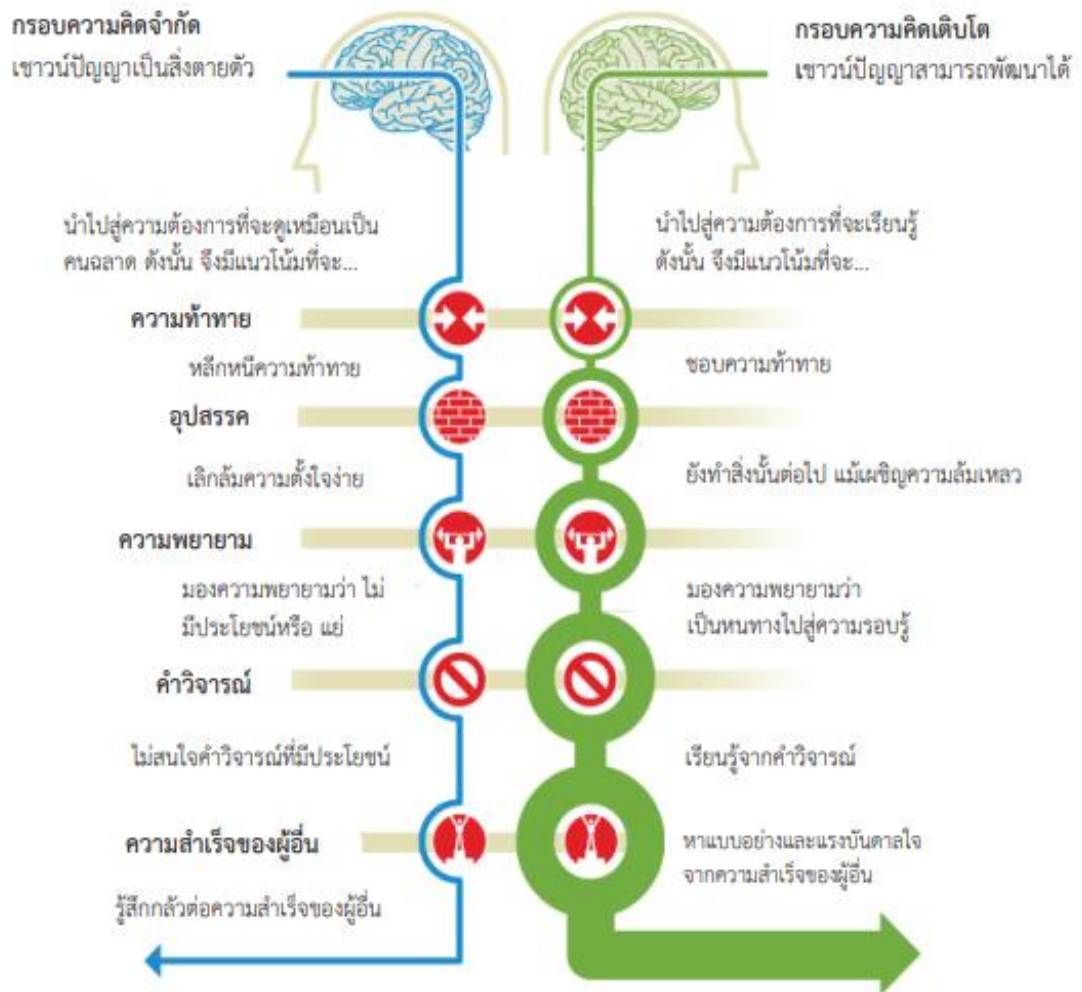 กรอบความคิดจำกัด
เชาวน์ปัญญาเป็นสิ่งตายตัว
กรอบความคิดเติบโต
เชาวน์ปัญญาสามารถพัฒนาได้
นำไปสู่ความต้องการที่จะดูเหมือนเป็น
คนฉลาด ดังนั้น จึงมีแนวโน้มที่จะ...
นำไปสู่ความต้องการที่จะเรียนรู้
ดังนั้น จึงมีแนวโน้มที่จะ...
ความท้าทาย
หลีกหนีความท้าทาย
ชอบความท้าทาย
อุปสรรค
เลิกล้มความตั้งใจง่าย
ยังทำสิ่งนั้นต่อไป แม้เผชิญความล้มเหลว
ความพยายาม
มองความพยายามว่า ไม่
มีประโยชน์หรือ แย่
มองความพยายามว่า
เป็นหนทางไปสู่ความรอบรู้
คำวิจารณ์
ไม่สนใจคำวิจารณ์ที่มีประโยชน์
เรียนรู้จากคำวิจารณ์
ความสำเร็จของผู้อื่น
รู้สึกกลัวต่อความสำเร็จของผู้อื่น
หาแบบอย่างและแรงบันดาลใจ
จากความสำเร็จของผู้อื่น